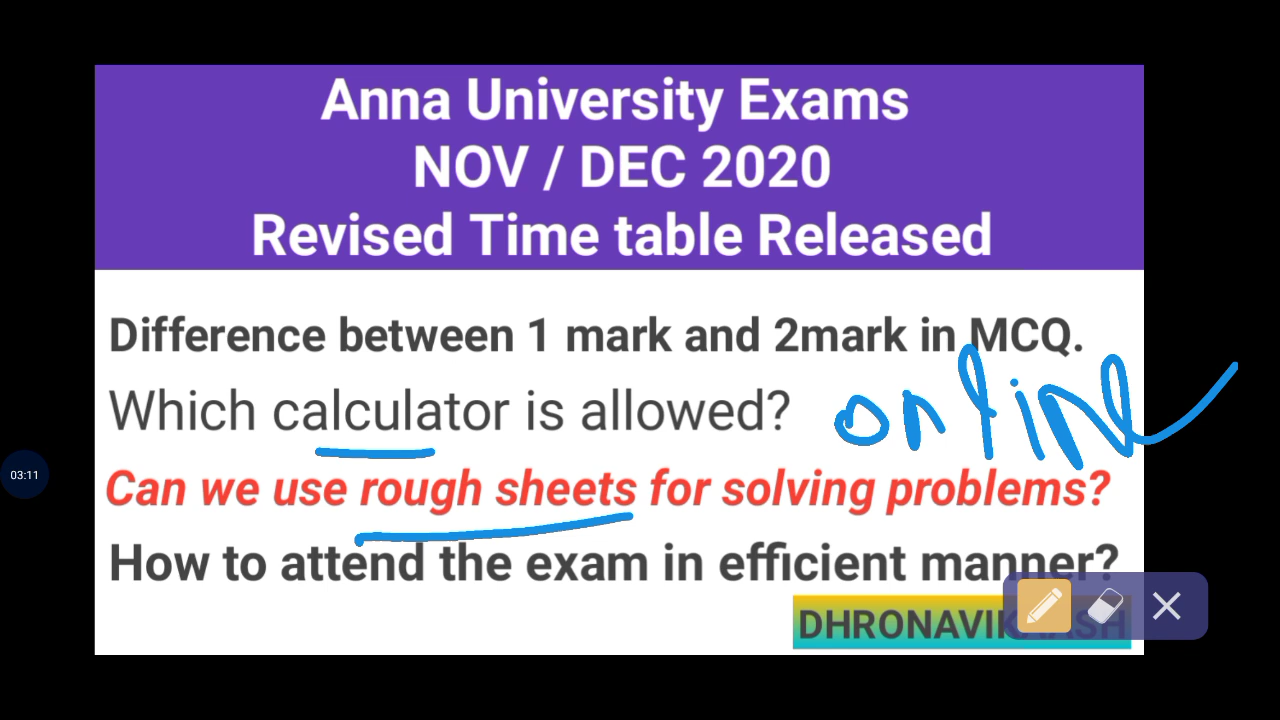 Anna University Exams
NOV / DEC 2020
Revised Time table Released
Difference between 1 mark and 2mark in MCQ.
Which calculator is allowed? online
03:11
Can we use rough sheets for solving problems?
How to attend the exam in efficient manner?
DHRONAVIKAASH